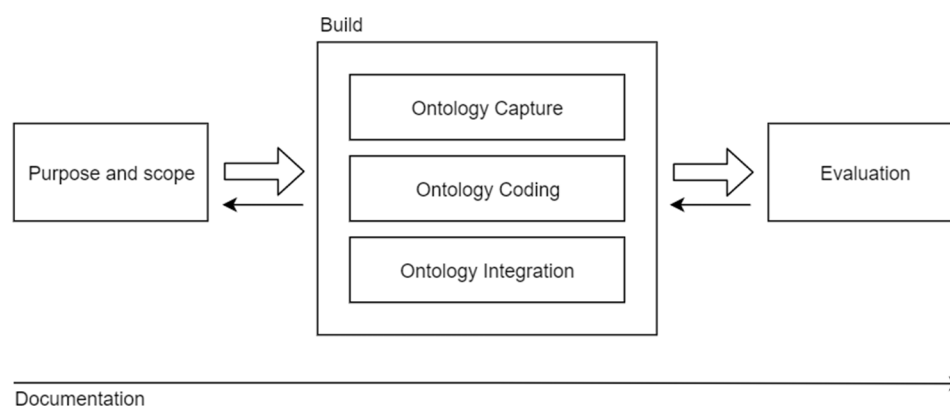 Build
Ontology Capture
Purpose and scope
Ontology Coding
Evaluation
Ontology Integration
Documentation